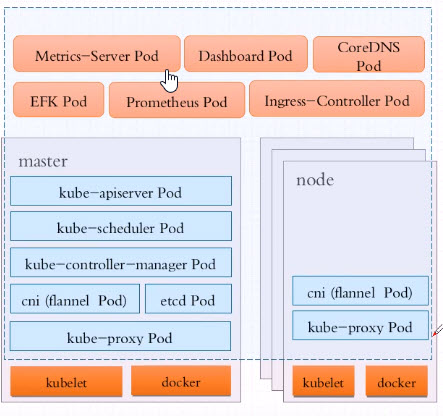 Metrics-Server Pod
Dashboard Pod
CoreDNS
Pod
EFK Pod
Prometheus Pod
Ingress-Controller Pod
master
kube-apiserver Pod
kube-scheduler Pod
kube-controller-manager Pod
cni (flannel Pod)
etcd Pod
kube-proxy Pod
kubelet
docker
node
cni (flannel Pod)
kube-proxy Pod
kubelet
docker